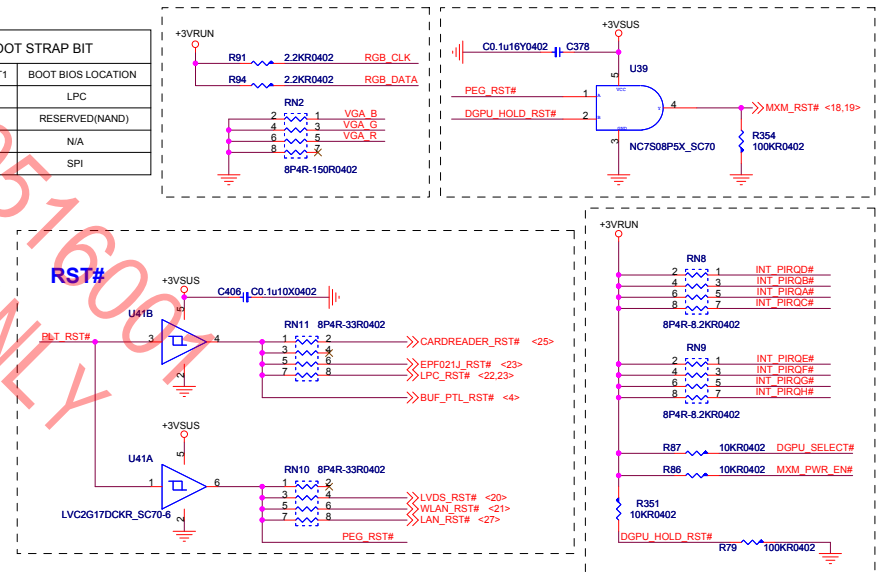 OOT STRAP BIT
T1 BOOT BIOS LOCATION
LPC
RESERVED(NAND)
N/A
SPI
+3VRUN
R91 2.2KR0402 RGB_CLK
R94 2.2KR0402 RGB_DATA
RN2
2 1 VGA_B
4 3 VGA_G
6 5 VGA_R
8 7
8P4R-150R0402
+3VSUS
C0.1u16Y0402 C378
U39
5
VCC
PEG_RST# 1 A
DGPU_HOLD_RST# 2 B
Y 4 MXM_RST# <18,19>
GND
3
NC7S08P5X_SC70
R354
100KR0402
RST#
+3VSUS
C406 C0.1u10X0402
U41B
5
PLT_RST# 3 4
2
RN11 8P4R-33R0402
1 2 CARDREADER_RST# <25>
3 4
5 6 EPF021J_RST# <23>
7 8 LPC_RST# <22,23>
BUF_PTL_RST# <4>
+3VSUS
U41A
5
1 6
2
LVC2G17DCKR_SC70-6
RN10 8P4R-33R0402
1 2
3 4 LVDS_RST# <20>
5 6 WLAN_RST# <21>
7 8 LAN_RST# <27>
PEG_RST#
+3VRUN
RN8
2 1 INT_PIRQD#
4 3 INT_PIRQB#
6 5 INT_PIRQA#
8 7 INT_PIRQC#
8P4R-8.2KR0402
RN9
2 1 INT_PIRQE#
4 3 INT_PIRQF#
6 5 INT_PIRQG#
8 7 INT_PIRQH#
8P4R-8.2KR0402
R87 10KR0402 DGPU_SELECT#
R86 10KR0402 MXM_PWR_EN#
R351
10KR0402
DGPU_HOLD_RST#
R79 100KR0402
516001
NLY